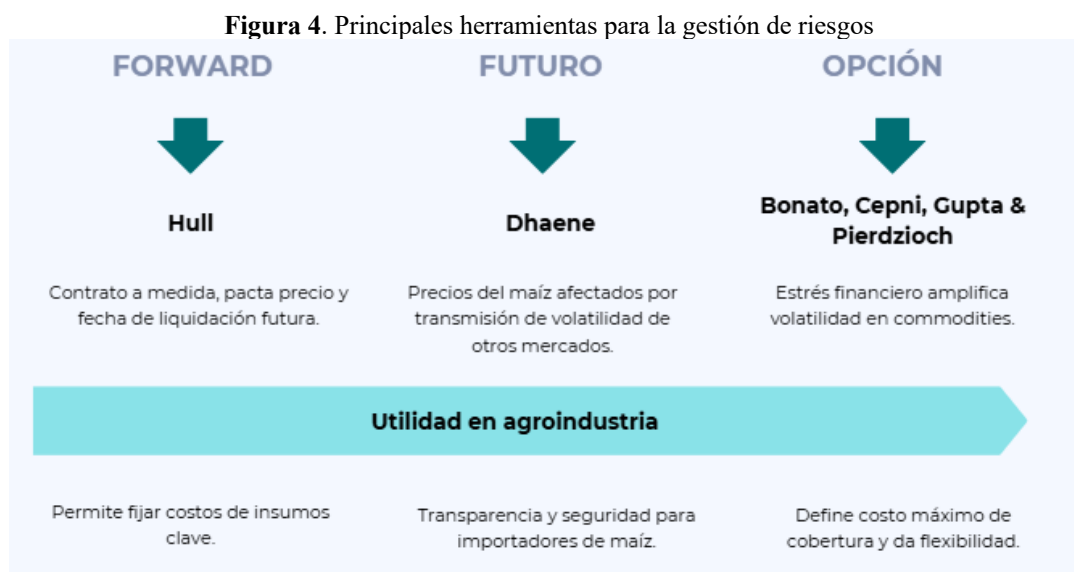 Figura 4. Principales herramientas para la gestión de riesgos
FORWARD
FUTURO
OPCIÓN
Hull
Dhaene
Bonato, Cepni, Gupta &
Pierdzioch
Contrato a medida, pacta precio y
fecha de liquidación futura.
Precios del maíz afectados por
transmisión de volatilidad de
otros mercados.
Estrés financiero amplifica
volatilidad en commodities.
Utilidad en agroindustria
Permite fijar costos de insumos
clave.
Transparencia y seguridad para
importadores de maíz.
Define costo máximo de
cobertura y da flexibilidad.